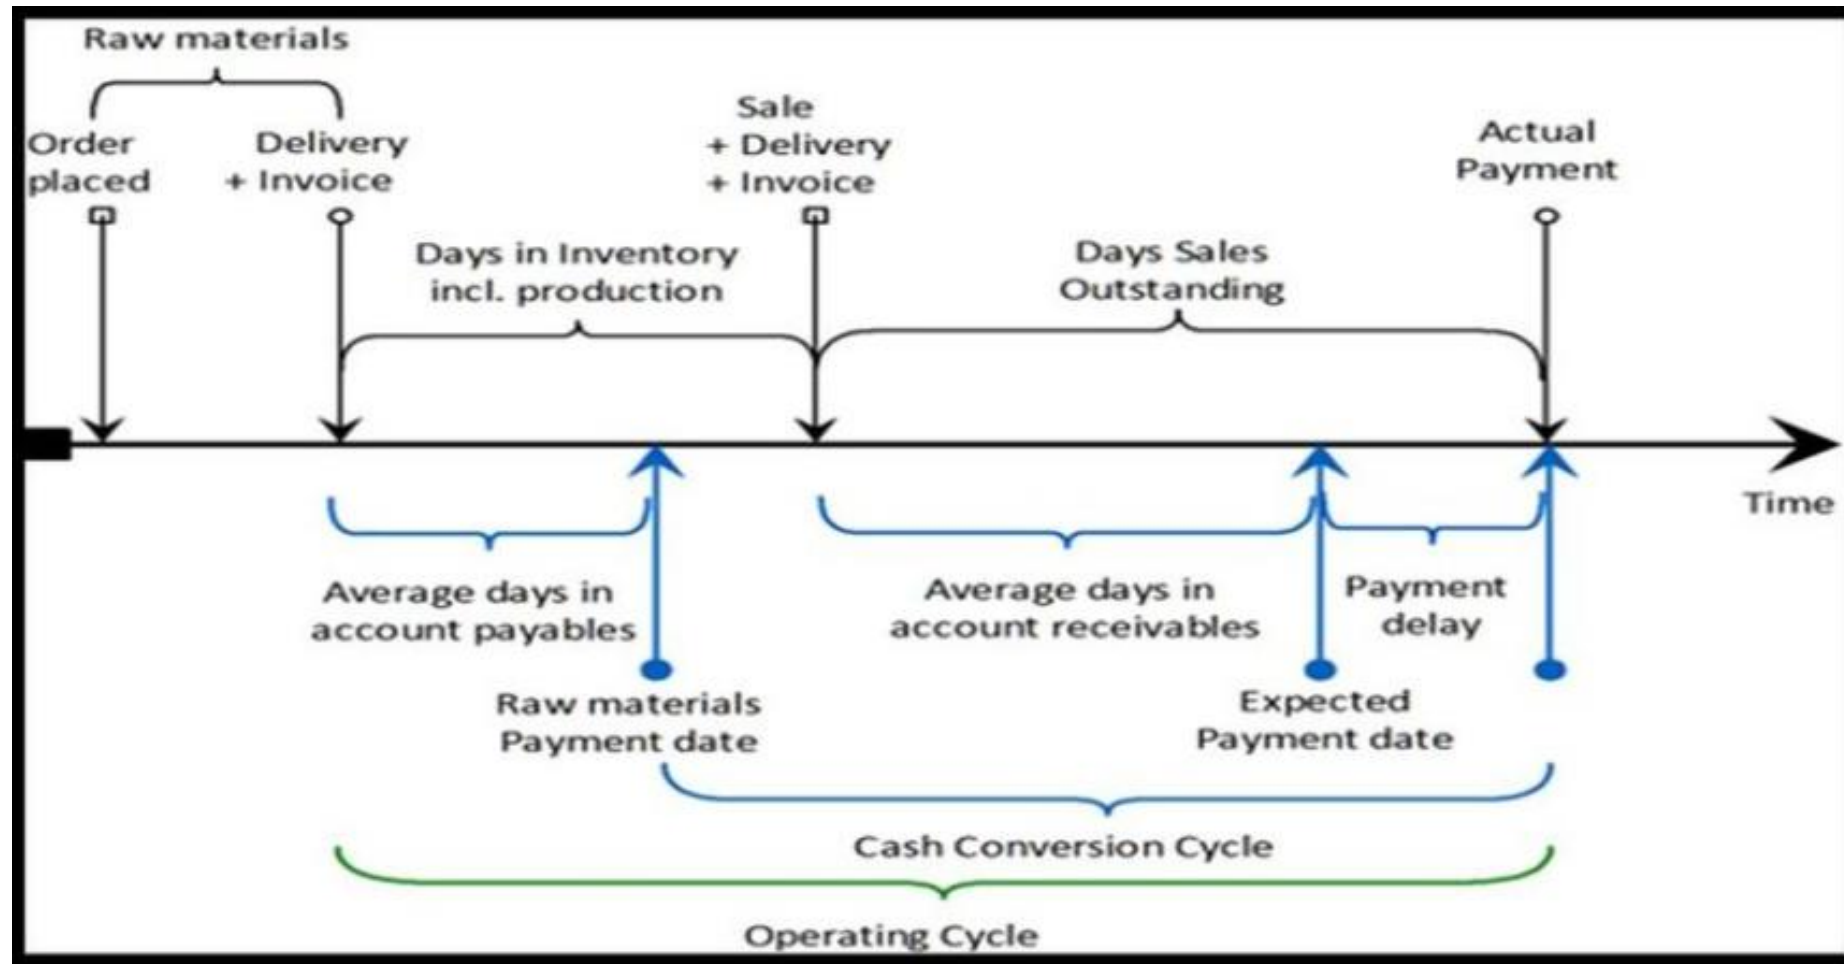 Raw materials
Order
placed
Delivery
+ Invoice
Sale
+ Delivery
+ Invoice
Actual
Payment
Days in Inventory
incl. production
Days Sales
Outstanding
Time
Average days in
account payables
Average days in
account receivables
Payment
delay
Raw materials
Payment date
Expected
Payment date
Cash Conversion Cycle
Operating Cycle